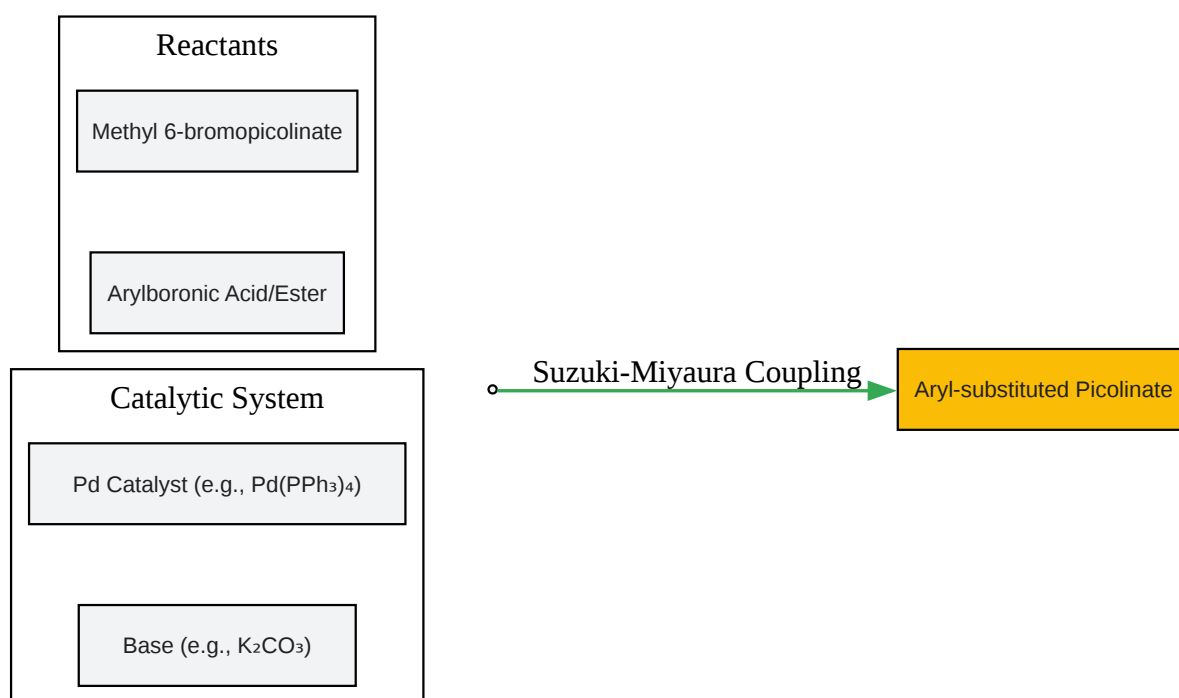 Reactants
Methyl 6-bromopicolinate
Arylboronic Acid/Ester
Catalytic System
Pd Catalyst (e.g., Pd(PPh₃)₄)
Base (e.g., K₂CO₃)
Suzuki-Miyaura Coupling
Aryl-substituted Picolinate